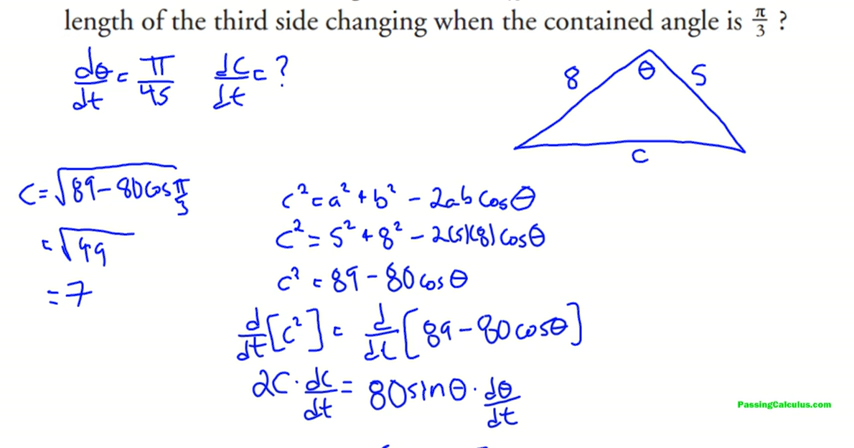 length of the third side changing when the contained angle is π/3 ?
dθ/dt = π/45 dc/dt = ?
8 θ 5
c
c = √(89 - 80cos π/3)
= √49
= 7
c² = a² + b² - 2ab cosθ
c² = 5² + 8² - 2(5)(8) cosθ
c² = 89 - 80cosθ
d/dt [c²] = d/dt [89 - 80cosθ]
2c · dc/dt = 80sinθ · dθ/dt
PassingCalculus.com